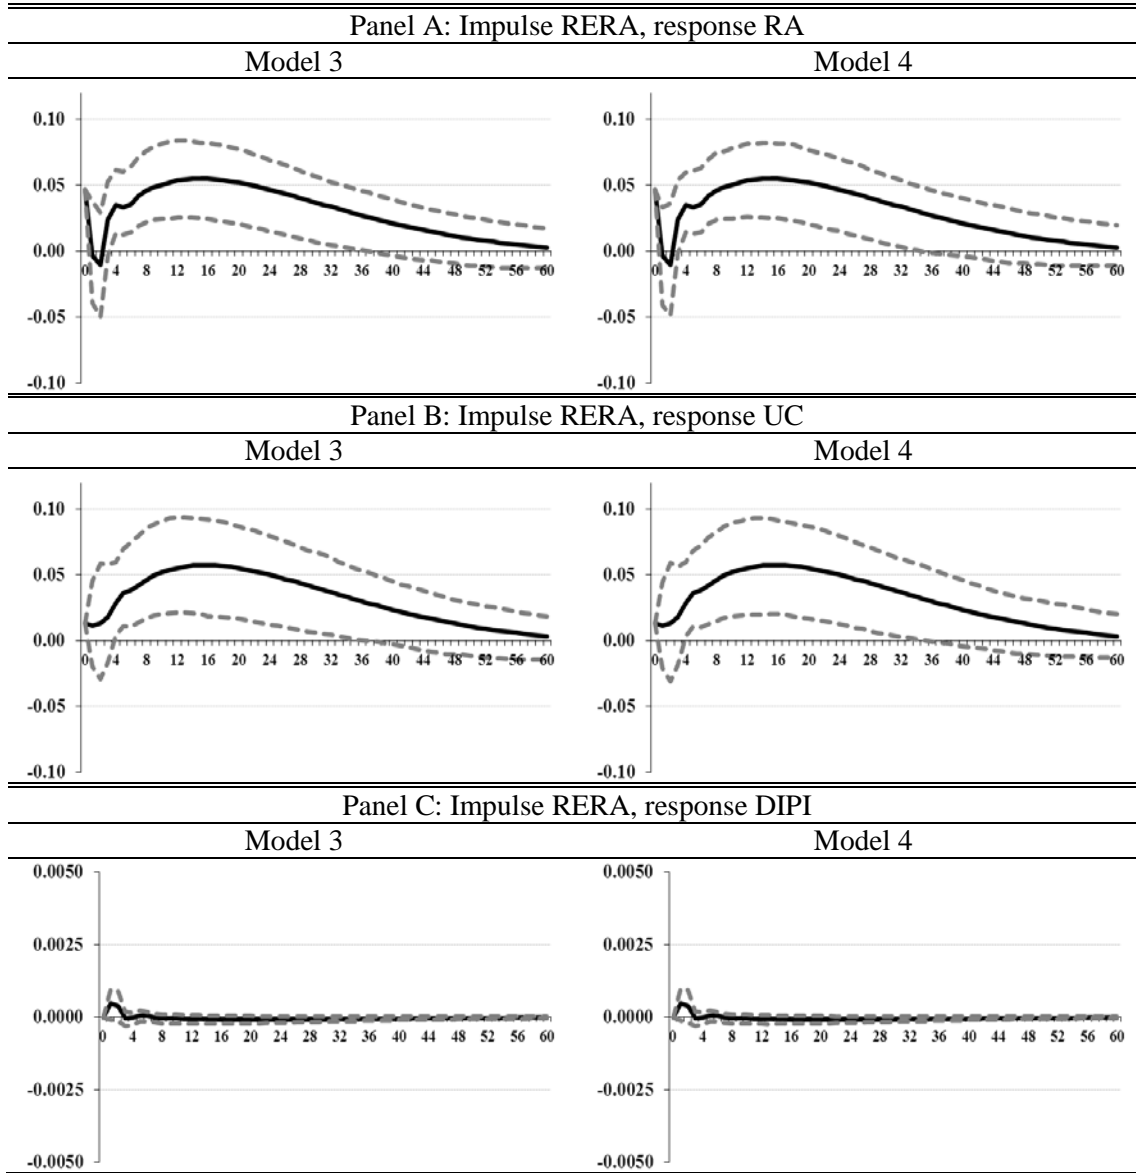 Panel A: Impulse RERA, response RA
Model 3 Model 4
0.10 0.10
0.05 0.05
0.00 0.00
0 4 8 12 16 20 24 28 32 36 40 44 48 52 56 60 0 4 8 12 16 20 24 28 32 36 40 44 48 52 56 60
-0.05 -0.05
-0.10 -0.10
Panel B: Impulse RERA, response UC
Model 3 Model 4
0.10 0.10
0.05 0.05
0.00 0.00
0 4 8 12 16 20 24 28 32 36 40 44 48 52 56 60 0 4 8 12 16 20 24 28 32 36 40 44 48 52 56 60
-0.05 -0.05
-0.10 -0.10
Panel C: Impulse RERA, response DIPI
Model 3 Model 4
0.0050 0.0050
0.0025 0.0025
0.0000 0.0000
0 4 8 12 16 20 24 28 32 36 40 44 48 52 56 60 0 4 8 12 16 20 24 28 32 36 40 44 48 52 56 60
-0.0025 -0.0025
-0.0050 -0.0050